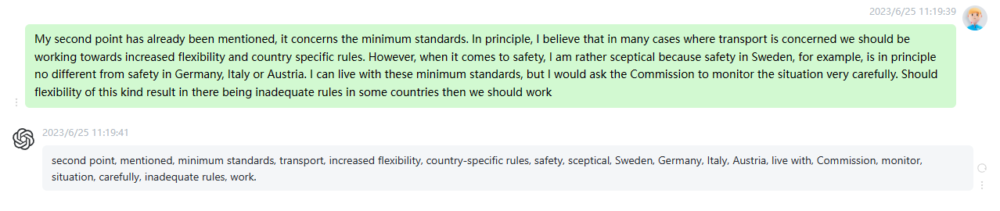 2023/6/25 11:19:39
My second point has already been mentioned, it concerns the minimum standards. In principle, I believe that in many cases where transport is concerned we should be
working towards increased flexibility and country specific rules. However, when it comes to safety, I am rather sceptical because safety in Sweden, for example, is in principle
no different from safety in Germany, Italy or Austria. I can live with these minimum standards, but I would ask the Commission to monitor the situation very carefully. Should
flexibility of this kind result in there being inadequate rules in some countries then we should work
2023/6/25 11:19:41
second point, mentioned, minimum standards, transport, increased flexibility, country-specific rules, safety, sceptical, Sweden, Germany, Italy, Austria, live with, Commission, monitor,
situation, carefully, inadequate rules, work.